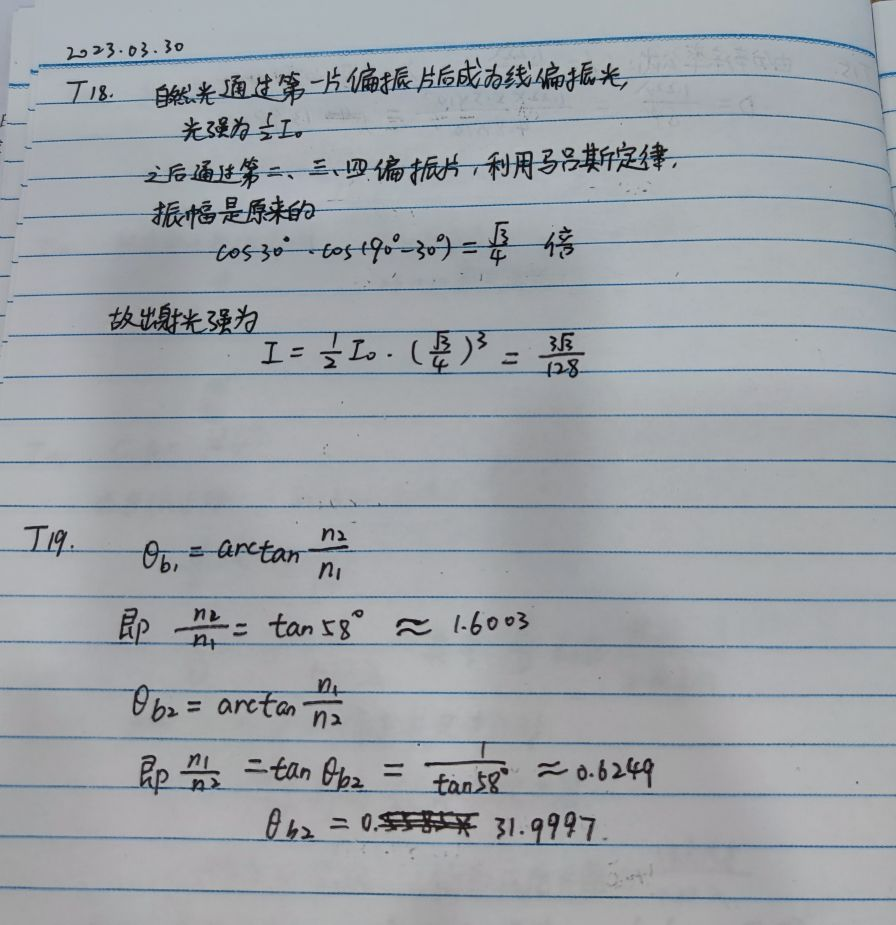 2023.03.30
T18. 自然光通过第一片偏振片后成为线偏振光,
光强为 1/2 I₀
之后通过第二、三、四偏振片,利用马吕斯定律,
振幅是原来的
cos30°·cos(90°-30°)= √3/4 倍
故出射光强为
I = 1/2 I₀·(√3/4)³ = 3√3/128
T19. θb₁ = arctan n₂/n₁
即 n₂/n₁ = tan58° ≈ 1.6003
θb₂ = arctan n₁/n₂
即 n₁/n₂ = tan θb₂ = 1/tan58° ≈ 0.6249
θb₂ = 0. 31.9997.